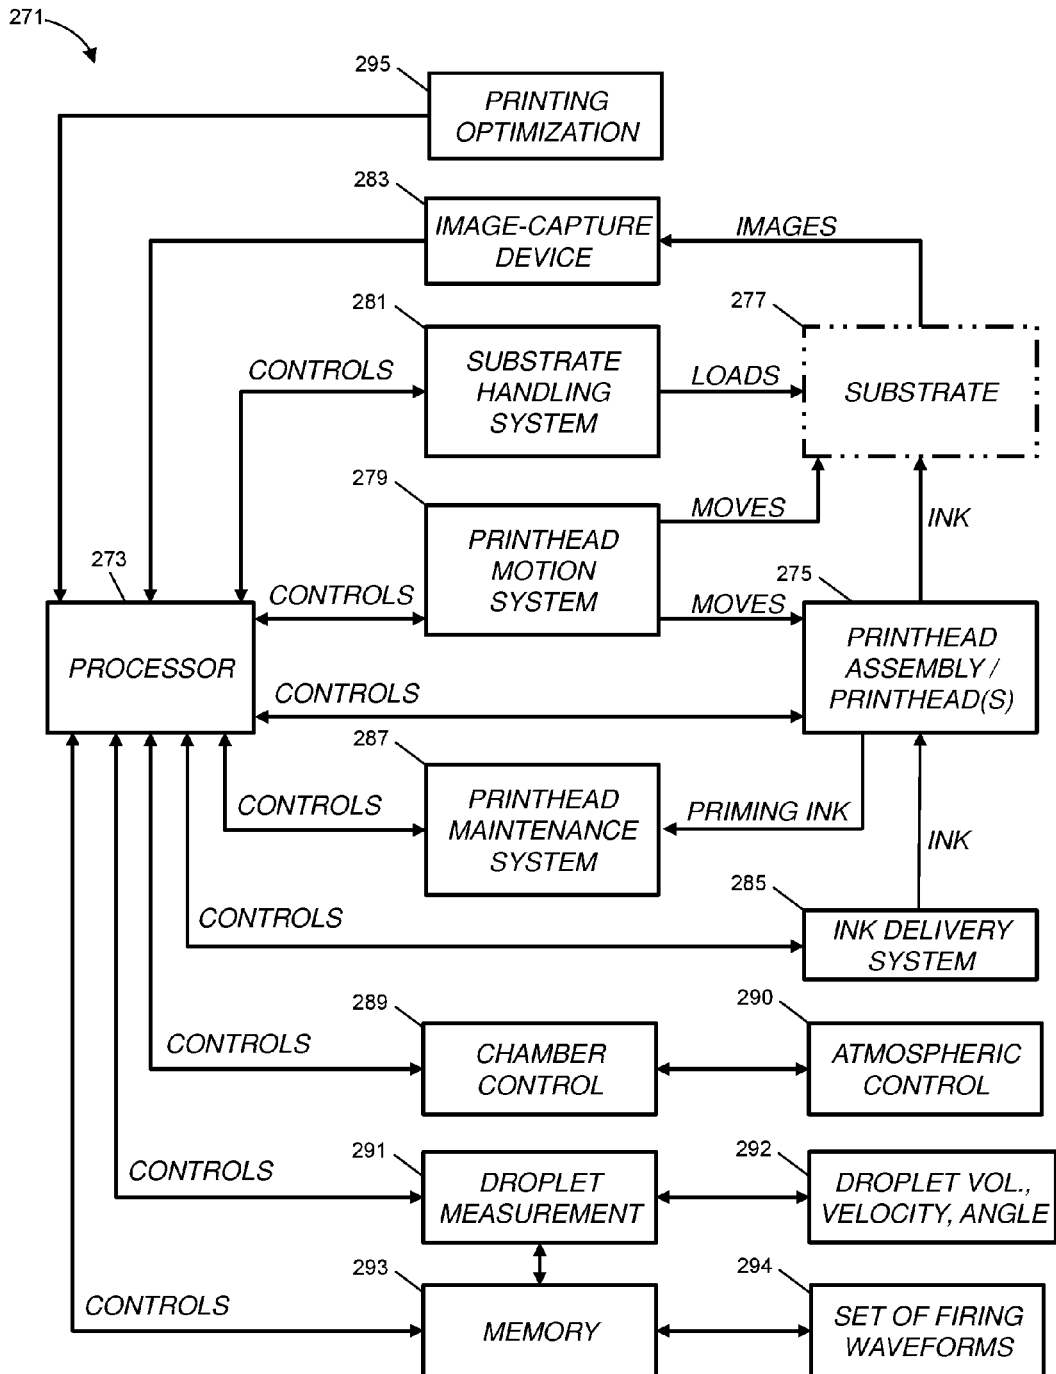 271
295
PRINTING
OPTIMIZATION
283
IMAGE-CAPTURE
DEVICE
IMAGES
281
277
CONTROLS
SUBSTRATE
HANDLING
SYSTEM
LOADS
SUBSTRATE
279
MOVES
INK
273
CONTROLS
PRINTHEAD
MOTION
SYSTEM
MOVES
275
PROCESSOR
PRINTHEAD
ASSEMBLY /
PRINTHEAD(S)
CONTROLS
287
CONTROLS
PRINTHEAD
MAINTENANCE
SYSTEM
PRIMING INK
INK
285
CONTROLS
INK DELIVERY
SYSTEM
289
290
CONTROLS
CHAMBER
CONTROL
ATMOSPHERIC
CONTROL
291
292
CONTROLS
DROPLET
MEASUREMENT
DROPLET VOL.,
VELOCITY, ANGLE
293
294
CONTROLS
MEMORY
SET OF FIRING
WAVEFORMS